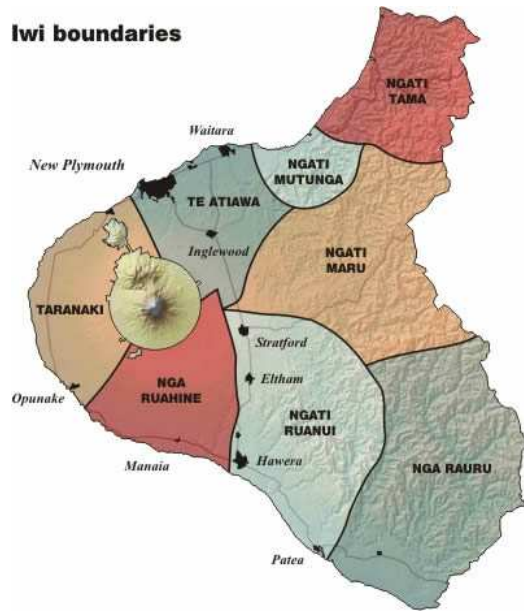 Iwi boundaries
NGATI
TAMA
Waitara
New Plymouth
NGATI
MUTUNGA
TE ATIAWA
Inglewood
NGATI
MARU
TARANAKI
Stratford
NGA
RUAHINE
Eltham
Opunake
NGATI
RUANUI
Manaia
Hawera
NGA RAURU
Patea